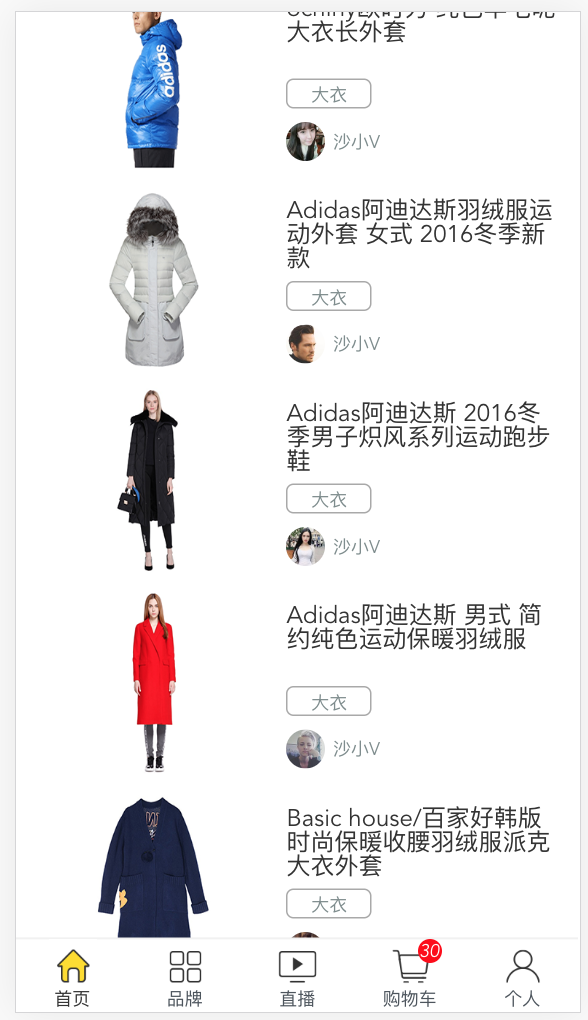 大衣长外套
adidas
大衣
沙小V
Adidas阿迪达斯羽绒服运
动外套 女式 2016冬季新
款
大衣
沙小V
Adidas阿迪达斯 2016冬
季男子炽风系列运动跑步
鞋
大衣
沙小V
Adidas阿迪达斯 男式 简
约纯色运动保暖羽绒服
大衣
沙小V
Basic house/百家好韩版
时尚保暖收腰羽绒服派克
大衣外套
大衣
30
首页
品牌
直播
购物车
个人